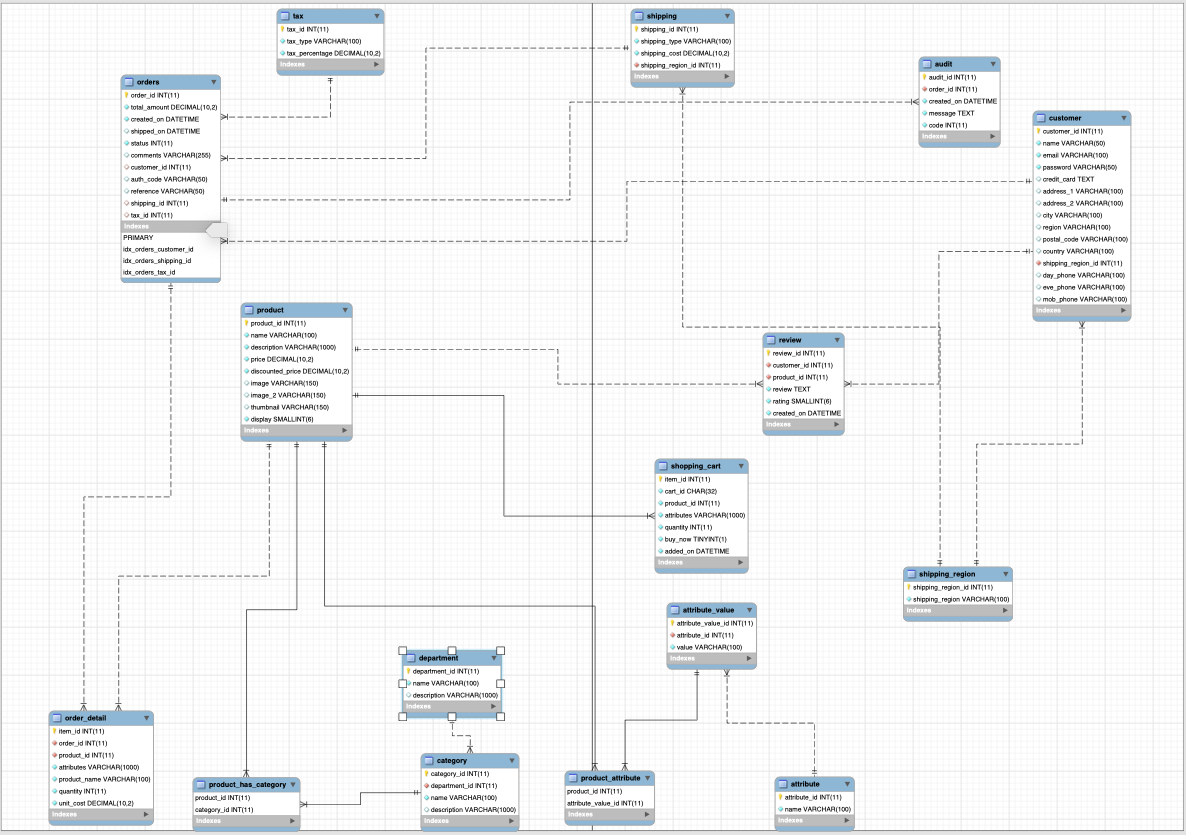 tax
tax_id INT(11)
tax_type VARCHAR(100)
tax_percentage DECIMAL(10,2)
Indexes
shipping
shipping_id INT(11)
shipping_type VARCHAR(100)
shipping_cost DECIMAL(10,2)
shipping_region_id INT(11)
Indexes
audit
audit_id INT(11)
order_id INT(11)
created_on DATETIME
message TEXT
code INT(11)
Indexes
orders
order_id INT(11)
total_amount DECIMAL(10,2)
created_on DATETIME
shipped_on DATETIME
status INT(11)
comments VARCHAR(255)
customer_id INT(11)
auth_code VARCHAR(50)
reference VARCHAR(50)
shipping_id INT(11)
tax_id INT(11)
Indexes
PRIMARY
idx_orders_customer_id
idx_orders_shipping_id
idx_orders_tax_id
customer
customer_id INT(11)
name VARCHAR(50)
email VARCHAR(100)
password VARCHAR(50)
credit_card TEXT
address_1 VARCHAR(100)
address_2 VARCHAR(100)
city VARCHAR(100)
region VARCHAR(100)
postal_code VARCHAR(100)
country VARCHAR(100)
shipping_region_id INT(11)
day_phone VARCHAR(100)
eve_phone VARCHAR(100)
mob_phone VARCHAR(100)
Indexes
product
product_id INT(11)
name VARCHAR(100)
description VARCHAR(1000)
price DECIMAL(10,2)
discounted_price DECIMAL(10,2)
image VARCHAR(150)
image_2 VARCHAR(150)
thumbnail VARCHAR(150)
display SMALLINT(6)
Indexes
review
review_id INT(11)
customer_id INT(11)
product_id INT(11)
review TEXT
rating SMALLINT(6)
created_on DATETIME
Indexes
shopping_cart
item_id INT(11)
cart_id CHAR(32)
product_id INT(11)
attributes VARCHAR(1000)
quantity INT(11)
buy_now TINYINT(1)
added_on DATETIME
Indexes
shipping_region
shipping_region_id INT(11)
shipping_region VARCHAR(100)
Indexes
attribute_value
attribute_value_id INT(11)
attribute_id INT(11)
value VARCHAR(100)
Indexes
department
department_id INT(11)
name VARCHAR(100)
description VARCHAR(1000)
Indexes
order_detail
item_id INT(11)
order_id INT(11)
product_id INT(11)
attributes VARCHAR(1000)
product_name VARCHAR(100)
quantity INT(11)
unit_cost DECIMAL(10,2)
Indexes
product_has_category
product_id INT(11)
category_id INT(11)
Indexes
category
category_id INT(11)
department_id INT(11)
name VARCHAR(100)
description VARCHAR(1000)
Indexes
product_attribute
product_id INT(11)
attribute_value_id INT(11)
Indexes
attribute
attribute_id INT(11)
name VARCHAR(100)
Indexes